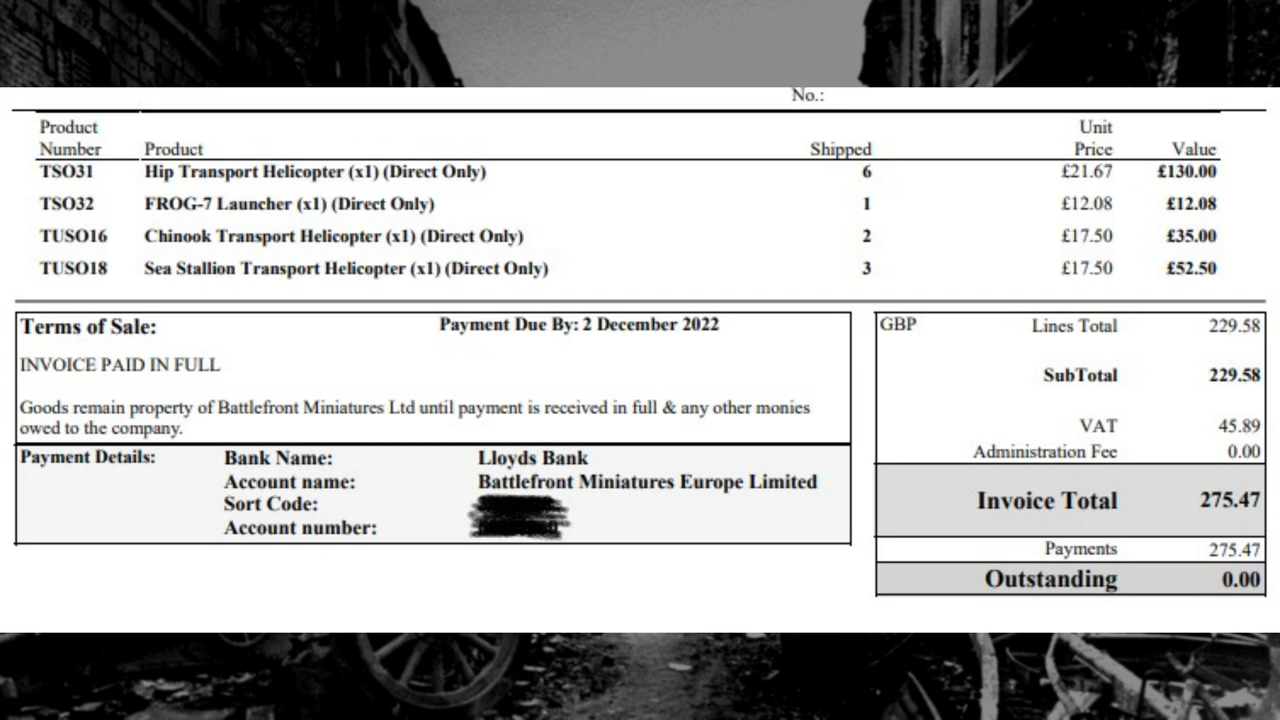 No.:
Product Number Product Shipped Unit Price Value
TSO31 Hip Transport Helicopter (x1) (Direct Only) 6 £21.67 £130.00
TSO32 FROG-7 Launcher (x1) (Direct Only) 1 £12.08 £12.08
TUSO16 Chinook Transport Helicopter (x1) (Direct Only) 2 £17.50 £35.00
TUSO18 Sea Stallion Transport Helicopter (x1) (Direct Only) 3 £17.50 £52.50
Terms of Sale: Payment Due By: 2 December 2022
INVOICE PAID IN FULL
Goods remain property of Battlefront Miniatures Ltd until payment is received in full & any other monies
owed to the company.
Payment Details: Bank Name: Lloyds Bank
Account name: Battlefront Miniatures Europe Limited
Sort Code:
Account number:
GBP Lines Total 229.58
SubTotal 229.58
VAT 45.89
Administration Fee 0.00
Invoice Total 275.47
Payments 275.47
Outstanding 0.00